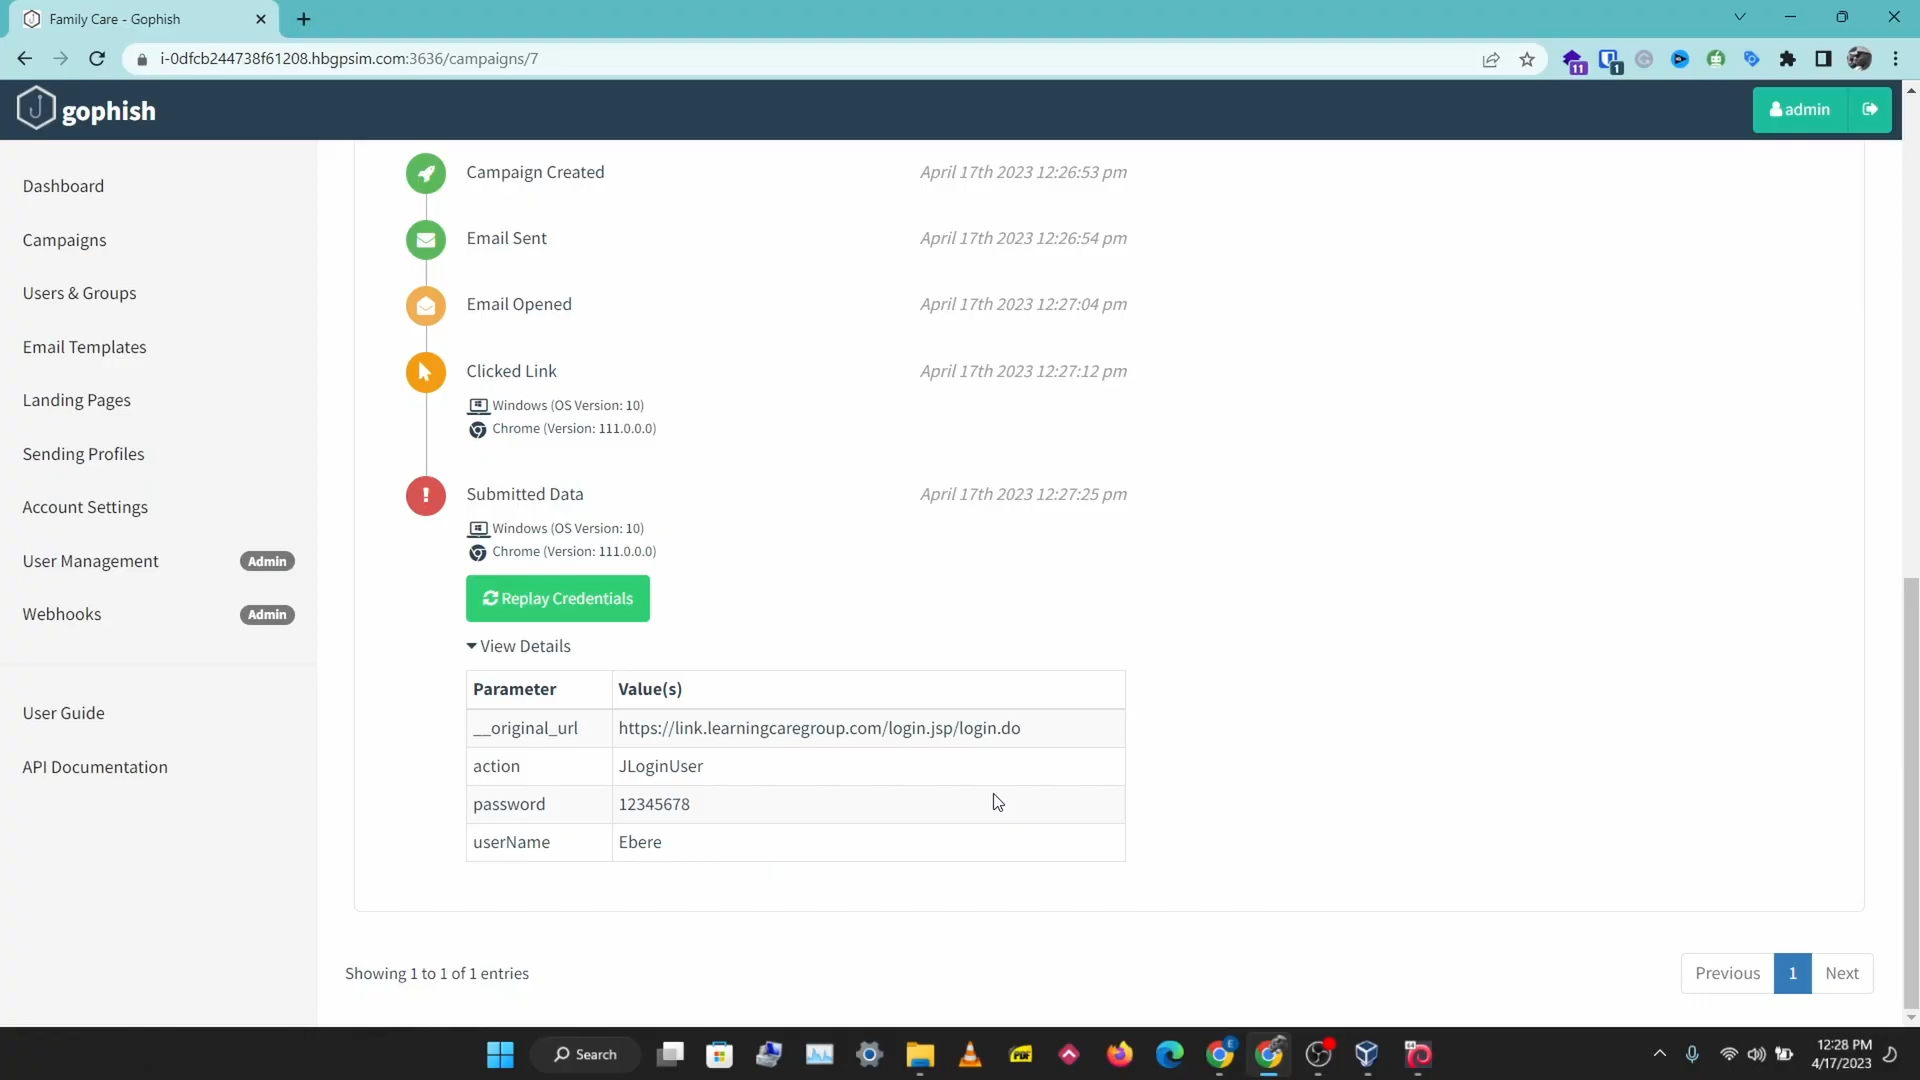 Family Care - Gophish
i-0dfcb244738f61208.hbgpsim.com:3636/campaigns/7
11
1
gophish
admin
Dashboard
Campaigns
Users & Groups
Email Templates
Landing Pages
Sending Profiles
Account Settings
User Management Admin
Webhooks Admin
User Guide
API Documentation
Campaign Created April 17th 2023 12:26:53 pm
Email Sent April 17th 2023 12:26:54 pm
Email Opened April 17th 2023 12:27:04 pm
Clicked Link April 17th 2023 12:27:12 pm
Windows (OS Version: 10)
Chrome (Version: 111.0.0.0)
Submitted Data April 17th 2023 12:27:25 pm
Windows (OS Version: 10)
Chrome (Version: 111.0.0.0)
Replay Credentials
View Details
Parameter Value(s)
__original_url https://link.learningcaregroup.com/login.jsp/login.do
action JLoginUser
password 12345678
userName Ebere
Showing 1 to 1 of 1 entries
Previous 1 Next
Search
PDF
E
12:28 PM
4/17/2023